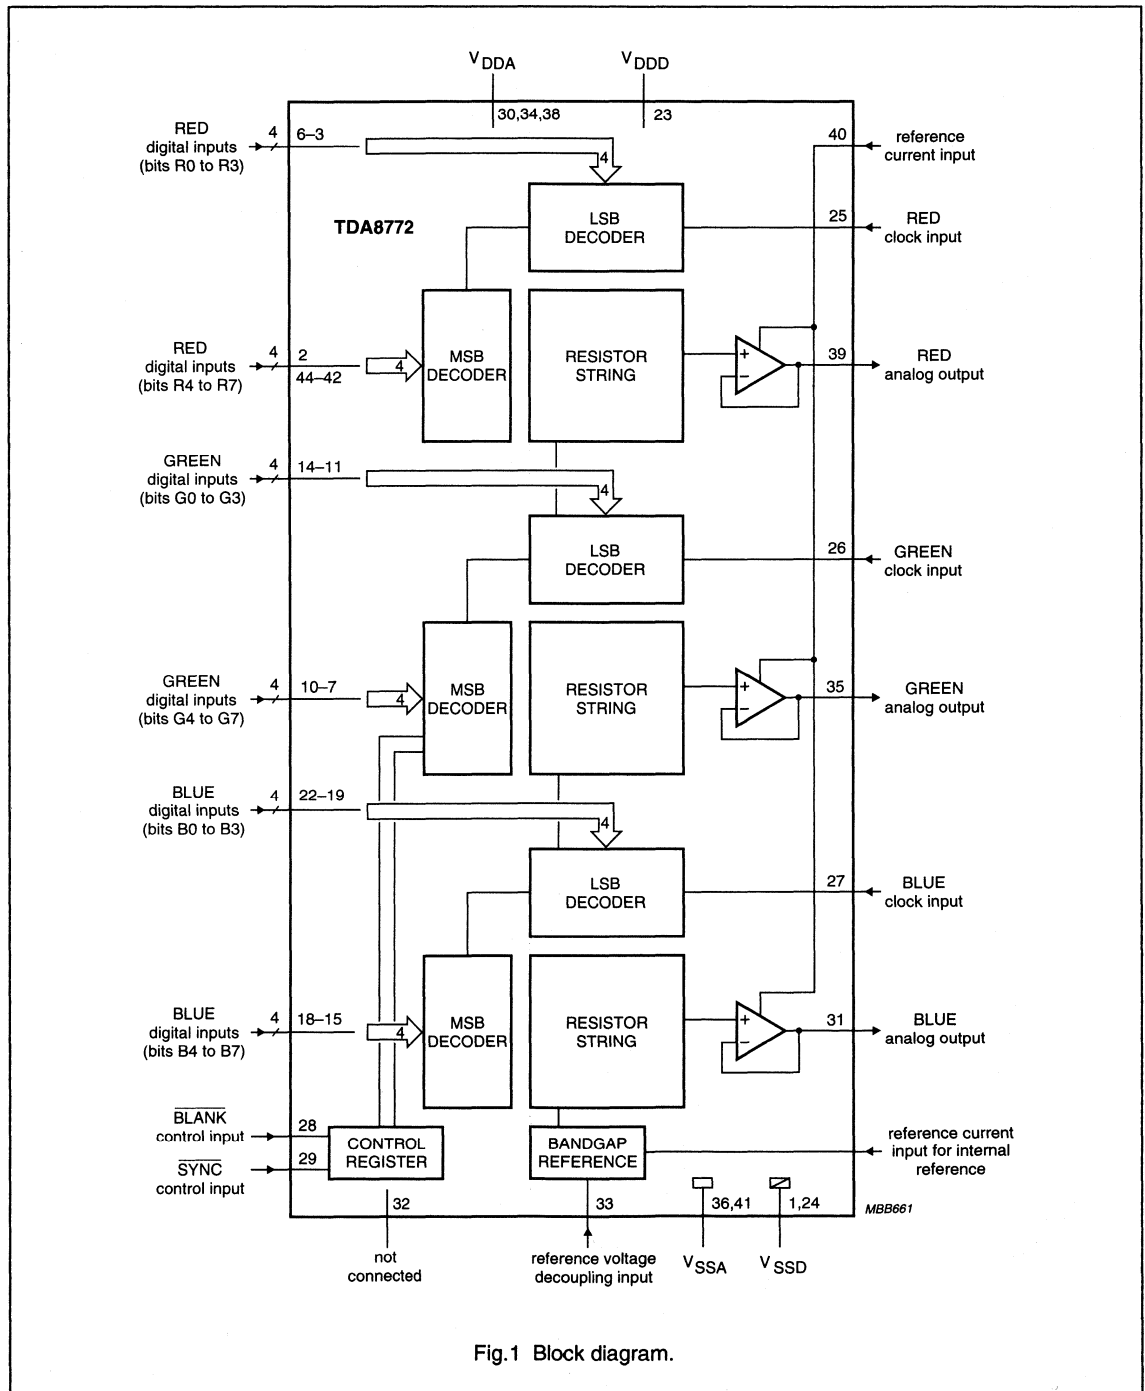 V DDA
V DDD
30,34,38
23
RED
digital inputs
(bits R0 to R3)
4
6–3
4
40
reference
current input
TDA8772
LSB
DECODER
25
RED
clock input
RED
digital inputs
(bits R4 to R7)
4
2
44–42
4
MSB
DECODER
RESISTOR
STRING
+
−
39
RED
analog output
GREEN
digital inputs
(bits G0 to G3)
4
14–11
4
LSB
DECODER
26
GREEN
clock input
GREEN
digital inputs
(bits G4 to G7)
4
10–7
4
MSB
DECODER
RESISTOR
STRING
+
−
35
GREEN
analog output
BLUE
digital inputs
(bits B0 to B3)
4
22–19
4
LSB
DECODER
27
BLUE
clock input
BLUE
digital inputs
(bits B4 to B7)
4
18–15
4
MSB
DECODER
RESISTOR
STRING
+
−
31
BLUE
analog output
BLANK
control input
28
SYNC
control input
29
CONTROL
REGISTER
BANDGAP
REFERENCE
reference current
input for internal
reference
32
33
36,41
1,24
MBB661
not
connected
reference voltage
decoupling input
V SSA
V SSD
Fig.1 Block diagram.